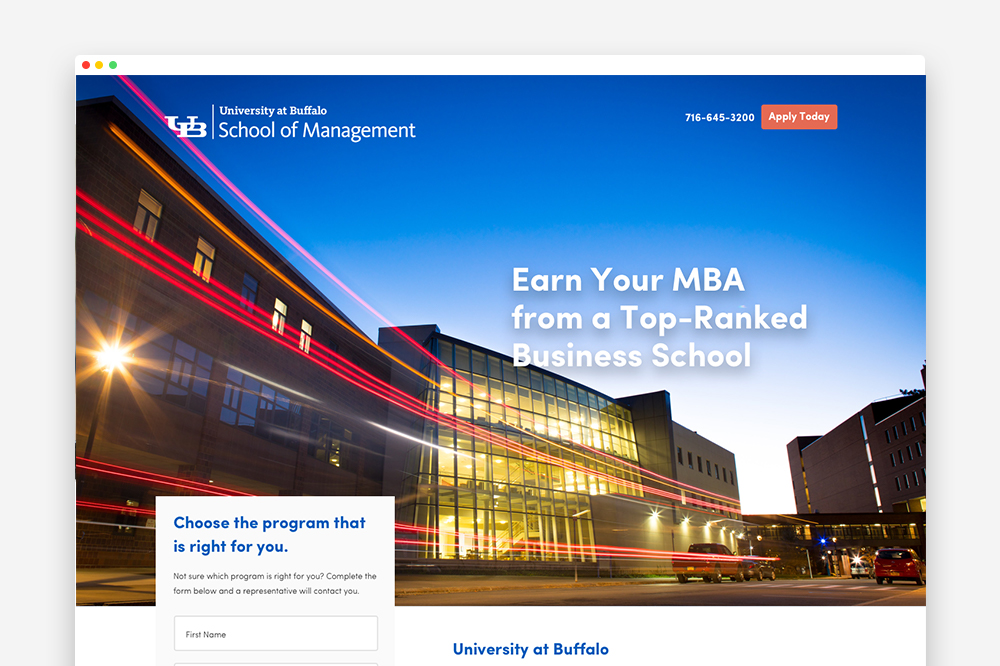 University at Buffalo
UB School of Management
716-645-3200
Apply Today
Earn Your MBA
from a Top-Ranked
Business School
Choose the program that
is right for you.
Not sure which program is right for you? Complete the
form below and a representative will contact you.
First Name
University at Buffalo